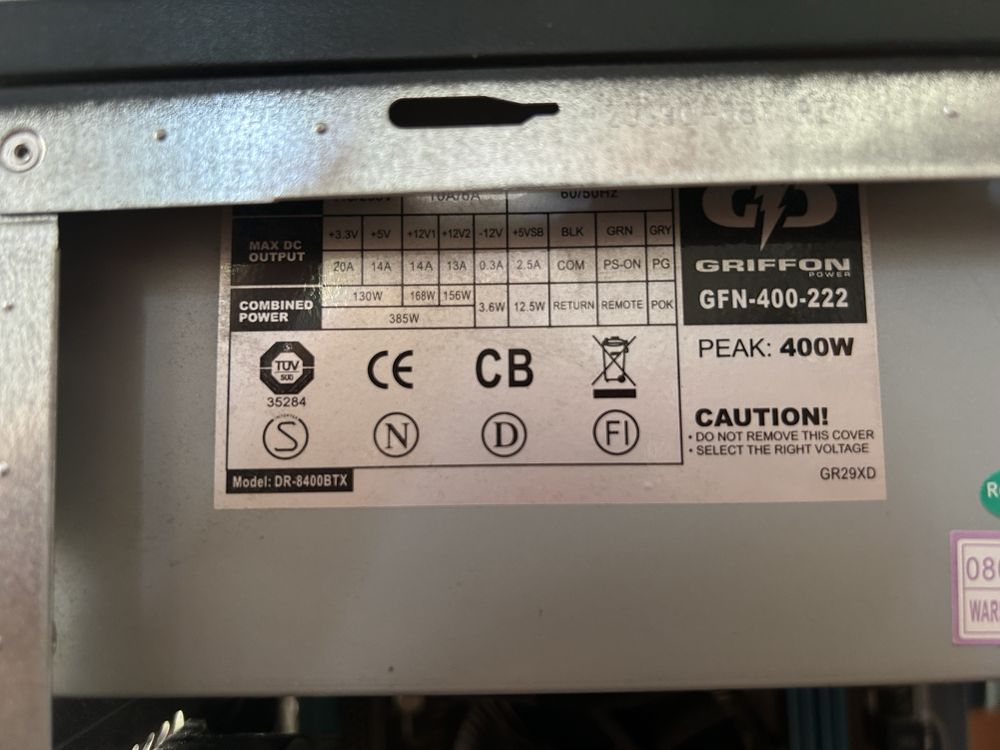 10A/6A 60/50Hz
MAX DC OUTPUT
+3.3V +5V +12V1 +12V2 -12V +5VSB BLK GRN GRY
20A 14A 14A 13A 0.3A 2.5A COM PS-ON PG
COMBINED POWER
130W 168W 156W 3.6W 12.5W RETURN REMOTE POK
385W
GRIFFON
POWER
GFN-400-222
PEAK: 400W
TÜV
SÜD
35284
CE
CB
S
N
D
FI
CAUTION!
• DO NOT REMOVE THIS COVER
• SELECT THE RIGHT VOLTAGE
GR29XD
Model: DR-8400BTX